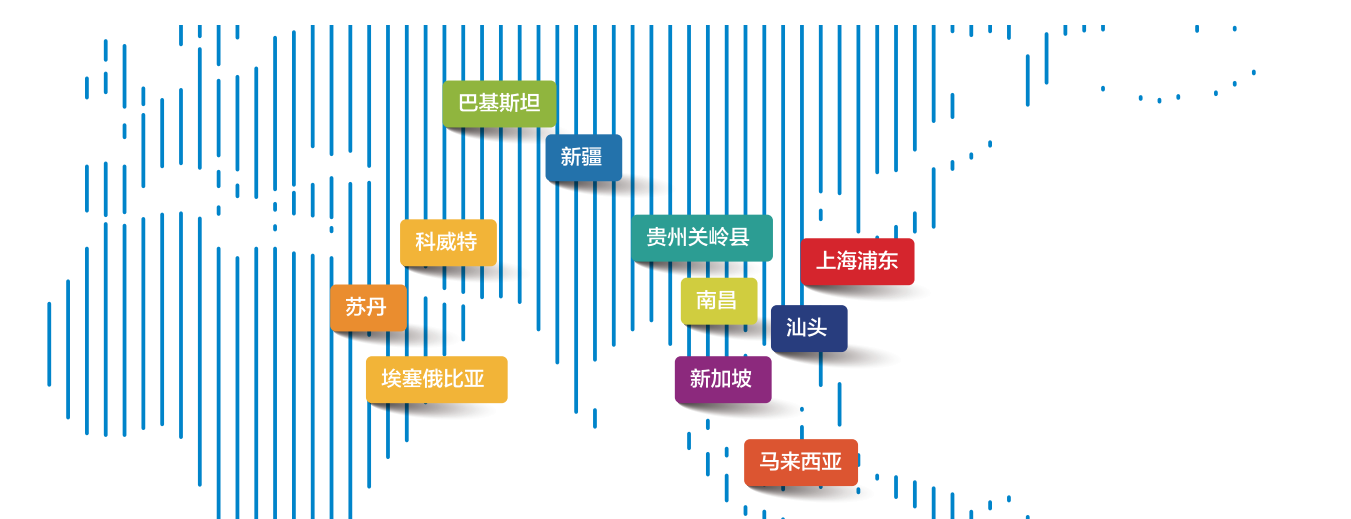 巴基斯坦
新疆
科威特
贵州关岭县
上海浦东
苏丹
南昌
汕头
埃塞俄比亚
新加坡
马来西亚